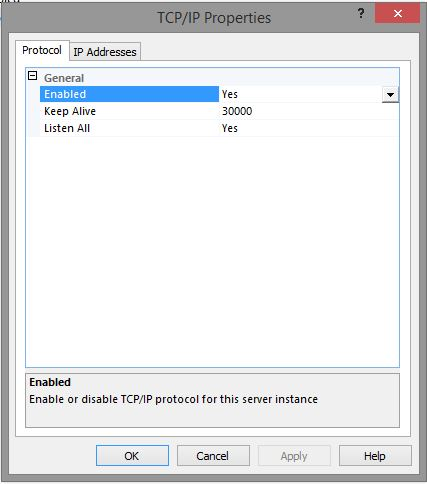 TCP/IP Properties
?
Protocol
IP Addresses
General
Enabled Yes
Keep Alive 30000
Listen All Yes
Enabled
Enable or disable TCP/IP protocol for this server instance
OK Cancel Apply Help